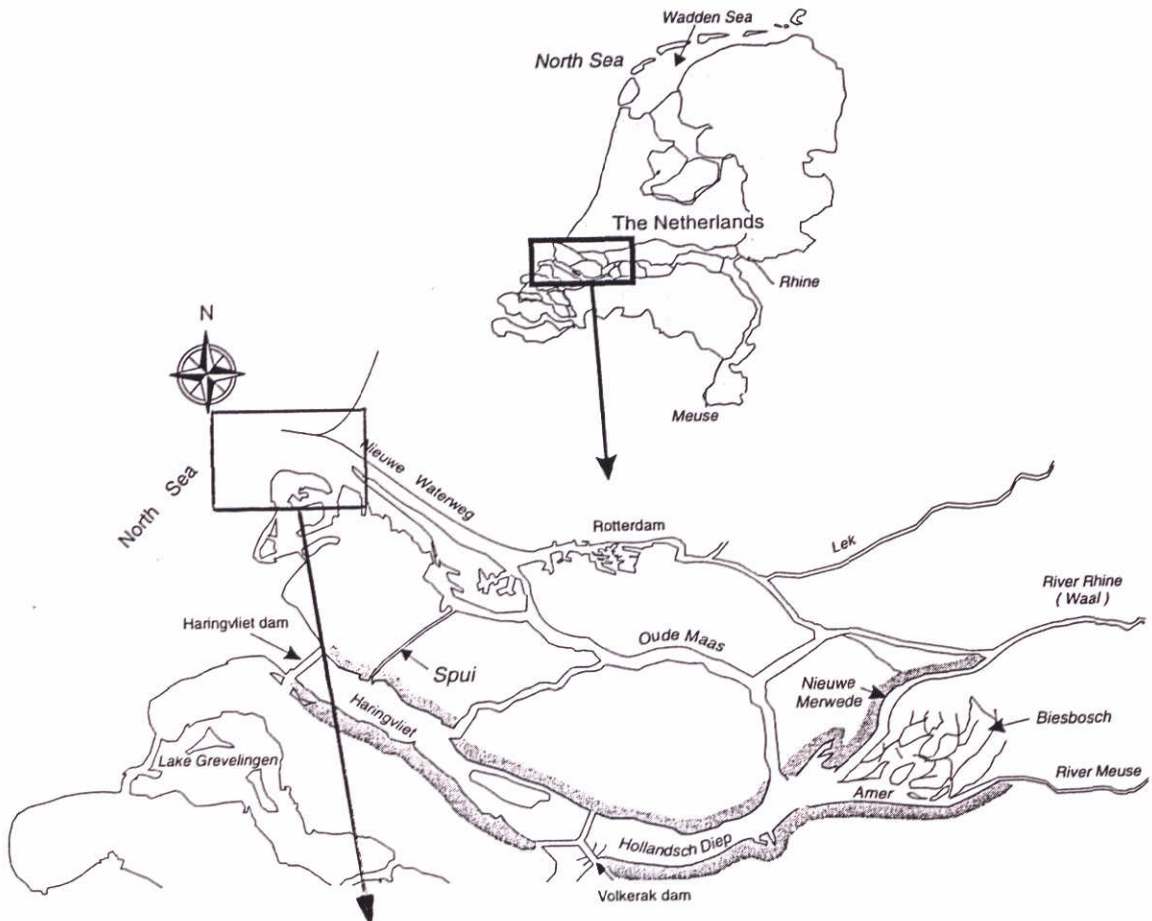 Wadden Sea
North Sea
The Netherlands
Rhine
Meuse
N
North Sea
Nieuwe Waterweg
Rotterdam
Lek
River Rhine
( Waal )
Haringvliet dam
Spui
Oude Maas
Nieuwe
Merwede
Biesbosch
Haringvliet
Lake Grevelingen
Amer
River Meuse
Hollandsch Diep
Volkerak dam